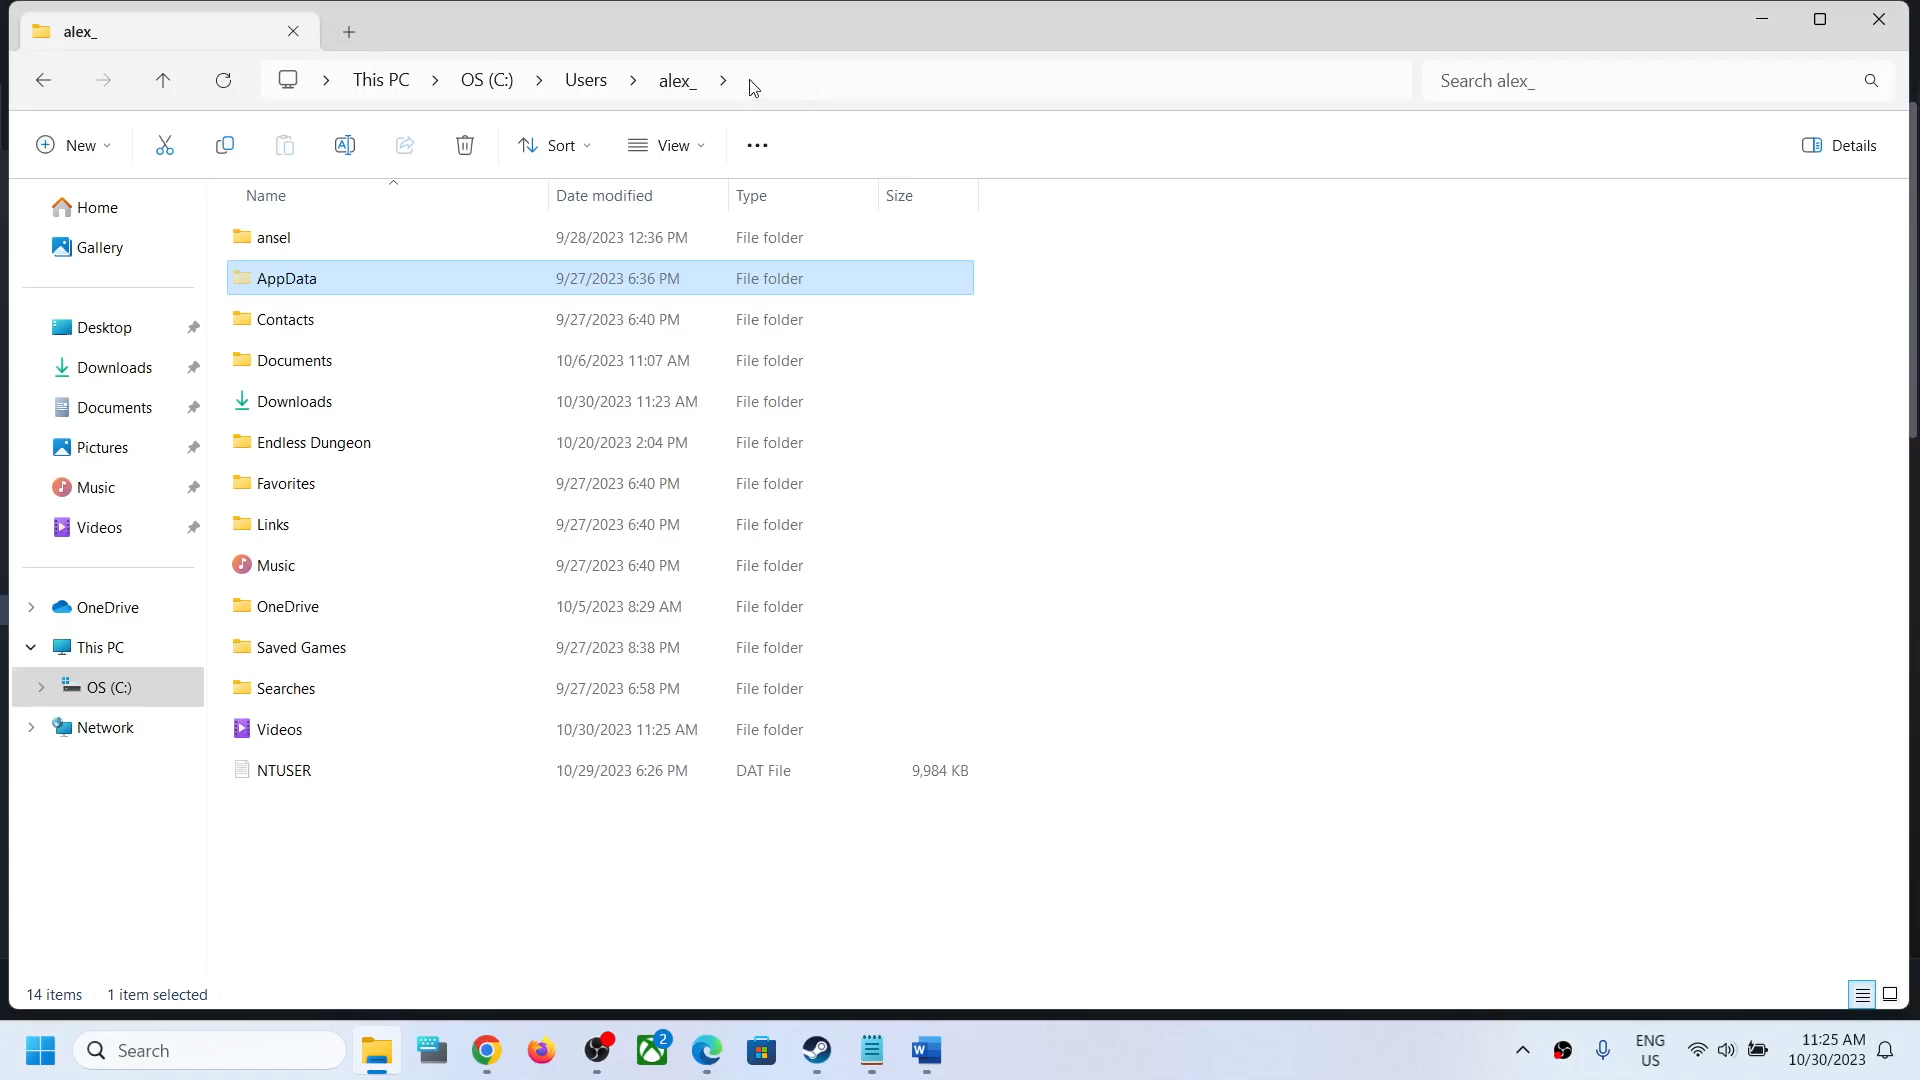 alex_
This PC
OS (C:)
Users
alex_
Search alex_
New
Sort
View
Details
Name
Date modified
Type
Size
Home
Gallery
Desktop
Downloads
Documents
Pictures
Music
Videos
OneDrive
This PC
OS (C:)
Network
ansel 9/28/2023 12:36 PM File folder
AppData 9/27/2023 6:36 PM File folder
Contacts 9/27/2023 6:40 PM File folder
Documents 10/6/2023 11:07 AM File folder
Downloads 10/30/2023 11:23 AM File folder
Endless Dungeon 10/20/2023 2:04 PM File folder
Favorites 9/27/2023 6:40 PM File folder
Links 9/27/2023 6:40 PM File folder
Music 9/27/2023 6:40 PM File folder
OneDrive 10/5/2023 8:29 AM File folder
Saved Games 9/27/2023 8:38 PM File folder
Searches 9/27/2023 6:58 PM File folder
Videos 10/30/2023 11:25 AM File folder
NTUSER 10/29/2023 6:26 PM DAT File 9,984 KB
14 items 1 item selected
Search
2
ENG
US
11:25 AM
10/30/2023